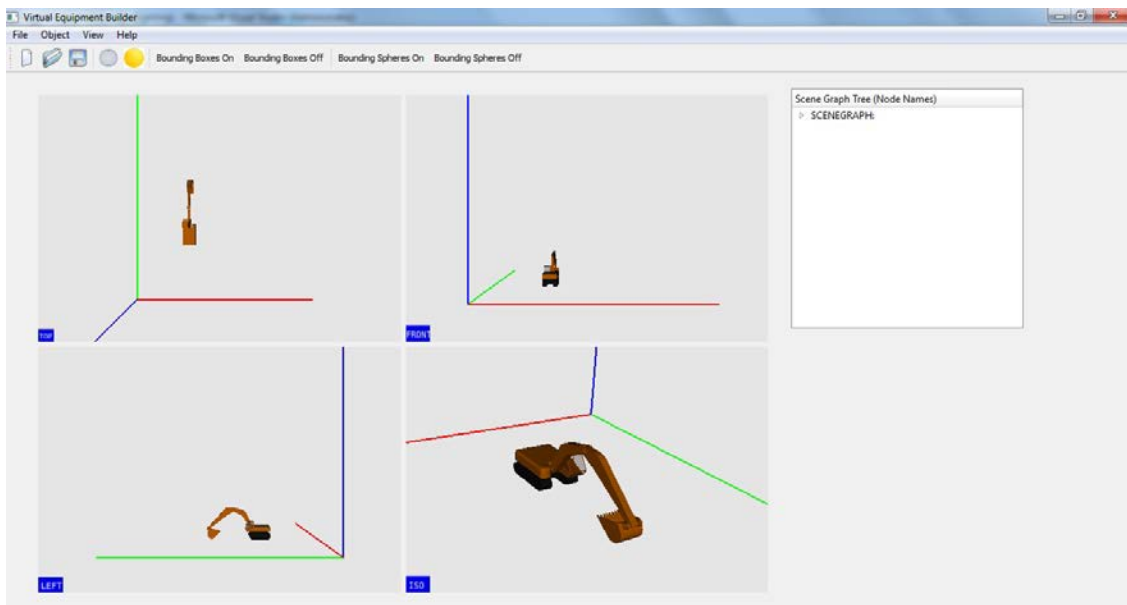 Virtual Equipment Builder
File Object View Help
Bounding Boxes On Bounding Boxes Off Bounding Spheres On Bounding Spheres Off
Scene Graph Tree (Node Names)
SCENEGRAPH:
TOP
FRONT
LEFT
ISO